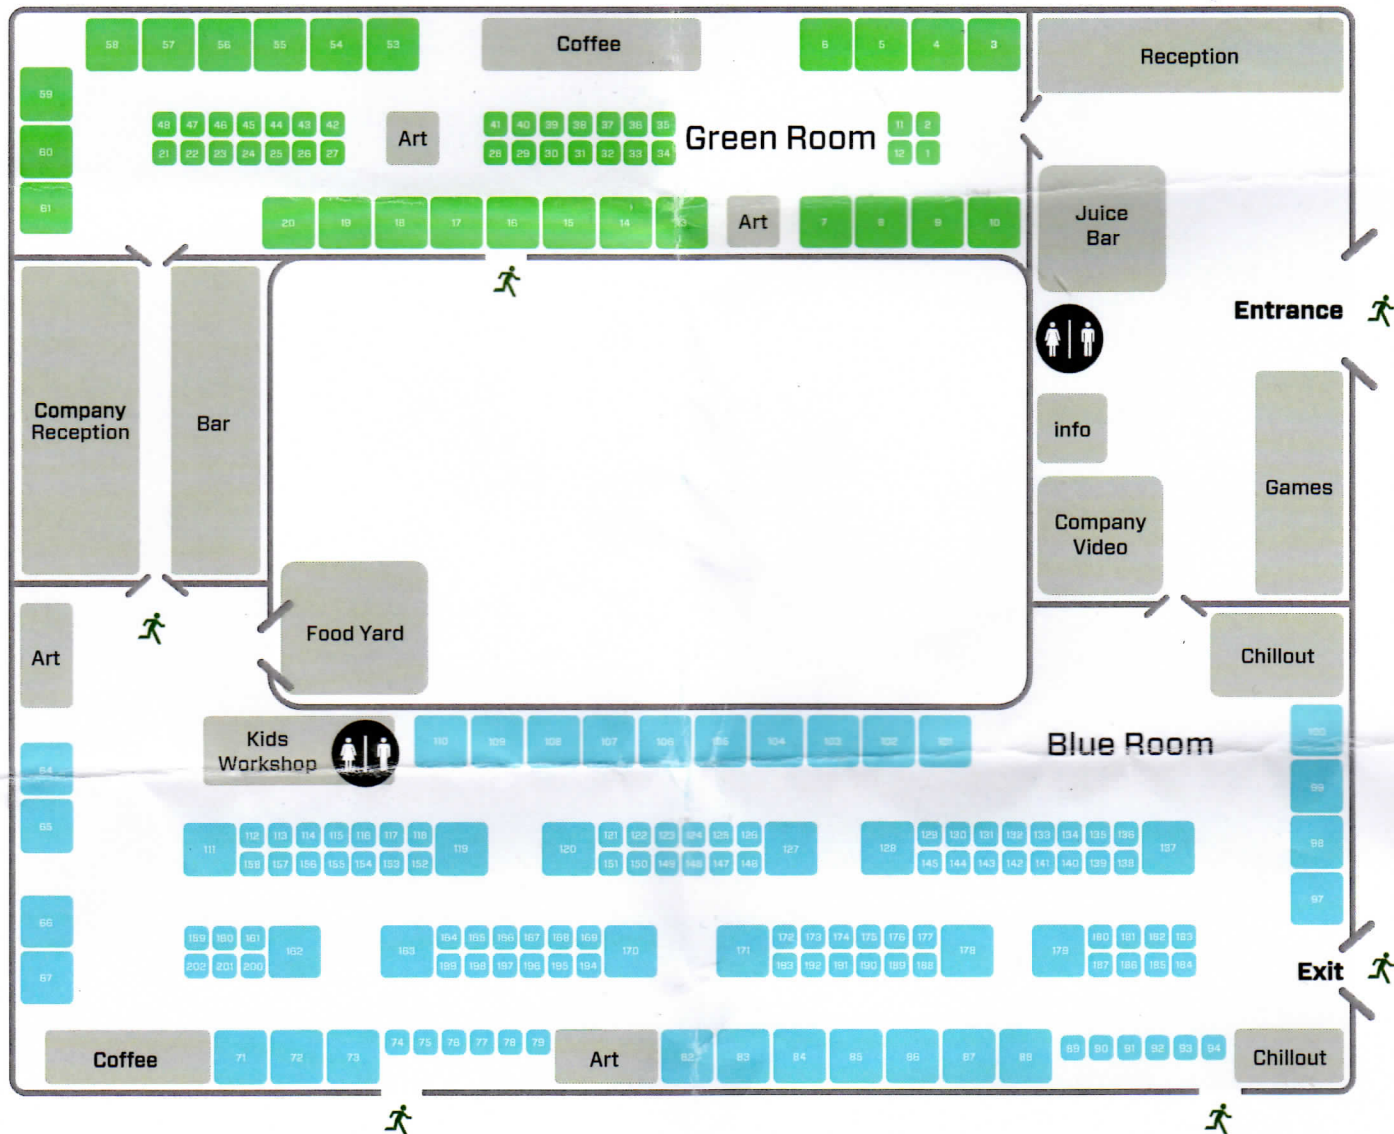 58 57 56 55 54 53
Coffee
6 5 4 3
Reception
59
60
61
48 47 46 45 44 43 42
21 22 23 24 25 26 27
Art
41 40 39 38 37 36 35
28 29 30 31 32 33 34
Green Room
11 2
12 1
20 19 18 17 16 15 14 13
Art
7 8 9 10
Juice
Bar
Entrance
Company
Reception
Bar
info
Games
Company
Video
Food Yard
Art
Chillout
Kids
Workshop
110 109 108 107 106 105 104 103 102 101
Blue Room
100
99
98
97
64
65
66
67
111
112 113 114 115 116 117 118
158 157 156 155 154 153 152
119
120
121 122 123 124 125 126
151 150 149 148 147 146
127
128
129 130 131 132 133 134 135 136
145 144 143 142 141 140 139 138
137
159 160 161
202 201 200
162
163
164 165 166 167 168 169
199 198 197 196 195 194
170
171
172 173 174 175 176 177
193 192 191 190 189 188
178
179
180 181 182 183
187 186 185 184
Exit
Coffee
71 72 73
74 75 76 77 78 79
Art
82 83 84 85 86 87 88
89 90 91 92 93 94
Chillout